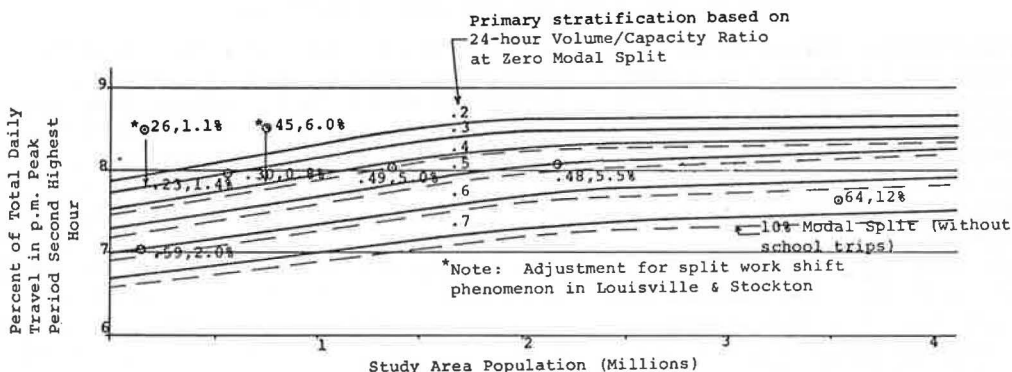 Primary stratification based on
24-hour Volume/Capacity Ratio
at Zero Modal Split
Percent of Total Daily
Travel in p.m. Peak
Period Second Highest
Hour
9
8
7
6
*26,1.1%
*45,6.0%
.2
.3
.4
.5
.6
.7
.23,1.4%
.30,0.8%
.49,5.0%
.48,5.5%
64,12%
.59,2.0%
10% Modal Split (without
school trips)
*Note: Adjustment for split work shift
phenomenon in Louisville & Stockton
1
2
3
4
Study Area Population (Millions)